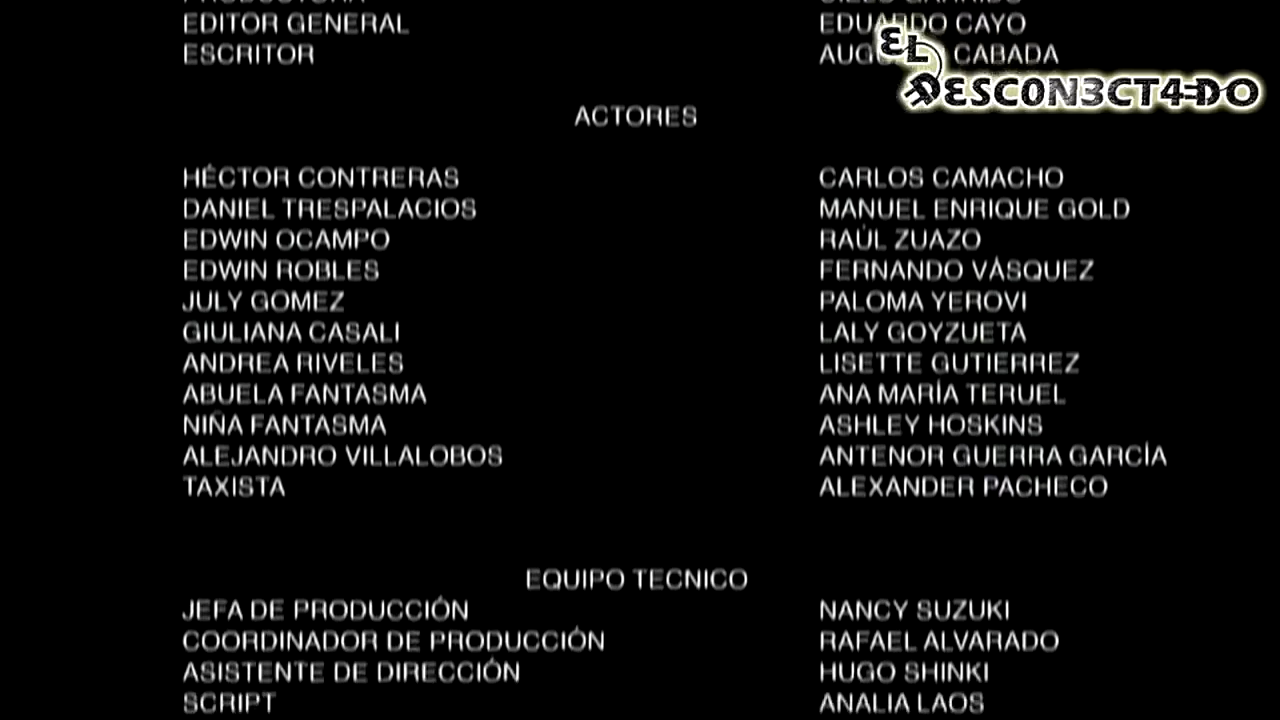 EDITOR GENERAL EDUARDO CAYO
ESCRITOR CABADA
EL
D3SC0N3CT4DO
ACTORES
HÉCTOR CONTRERAS CARLOS CAMACHO
DANIEL TRESPALACIOS MANUEL ENRIQUE GOLD
EDWIN OCAMPO RAÚL ZUAZO
EDWIN ROBLES FERNANDO VÁSQUEZ
JULY GOMEZ PALOMA YEROVI
GIULIANA CASALI LALY GOYZUETA
ANDREA RIVELES LISETTE GUTIERREZ
ABUELA FANTASMA ANA MARÍA TERUEL
NIÑA FANTASMA ASHLEY HOSKINS
ALEJANDRO VILLALOBOS ANTENOR GUERRA GARCÍA
TAXISTA ALEXANDER PACHECO
EQUIPO TECNICO
JEFA DE PRODUCCIÓN NANCY SUZUKI
COORDINADOR DE PRODUCCIÓN RAFAEL ALVARADO
ASISTENTE DE DIRECCIÓN HUGO SHINKI
SCRIPT ANALIA LAOS